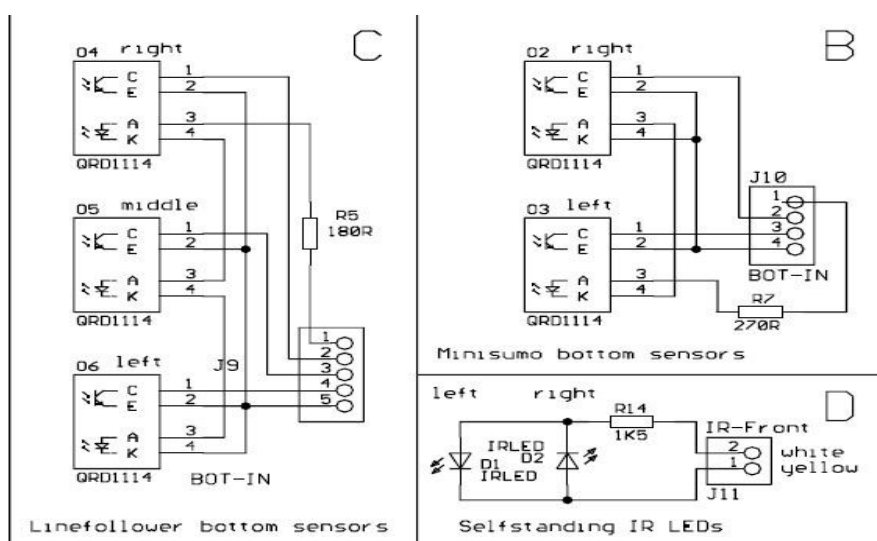 C
O4 right
C 1
E 2
A 3
K 4
QRD1114
O5 middle
C 1
E 2
A 3
K 4
QRD1114
R5
180R
O6 left
C 1
E 2
A 3
K 4
QRD1114
J9
1
2
3
4
5
BOT-IN
Linefollower bottom sensors
B
O2 right
C 1
E 2
A 3
K 4
QRD1114
O3 left
C 1
E 2
A 3
K 4
QRD1114
J10
1
2
3
4
BOT-IN
R7
270R
Minisumo bottom sensors
D
left right
R14
1K5
IRLED
D2
D1
IRLED
IR-Front
2 white
1 yellow
J11
Selfstanding IR LEDs